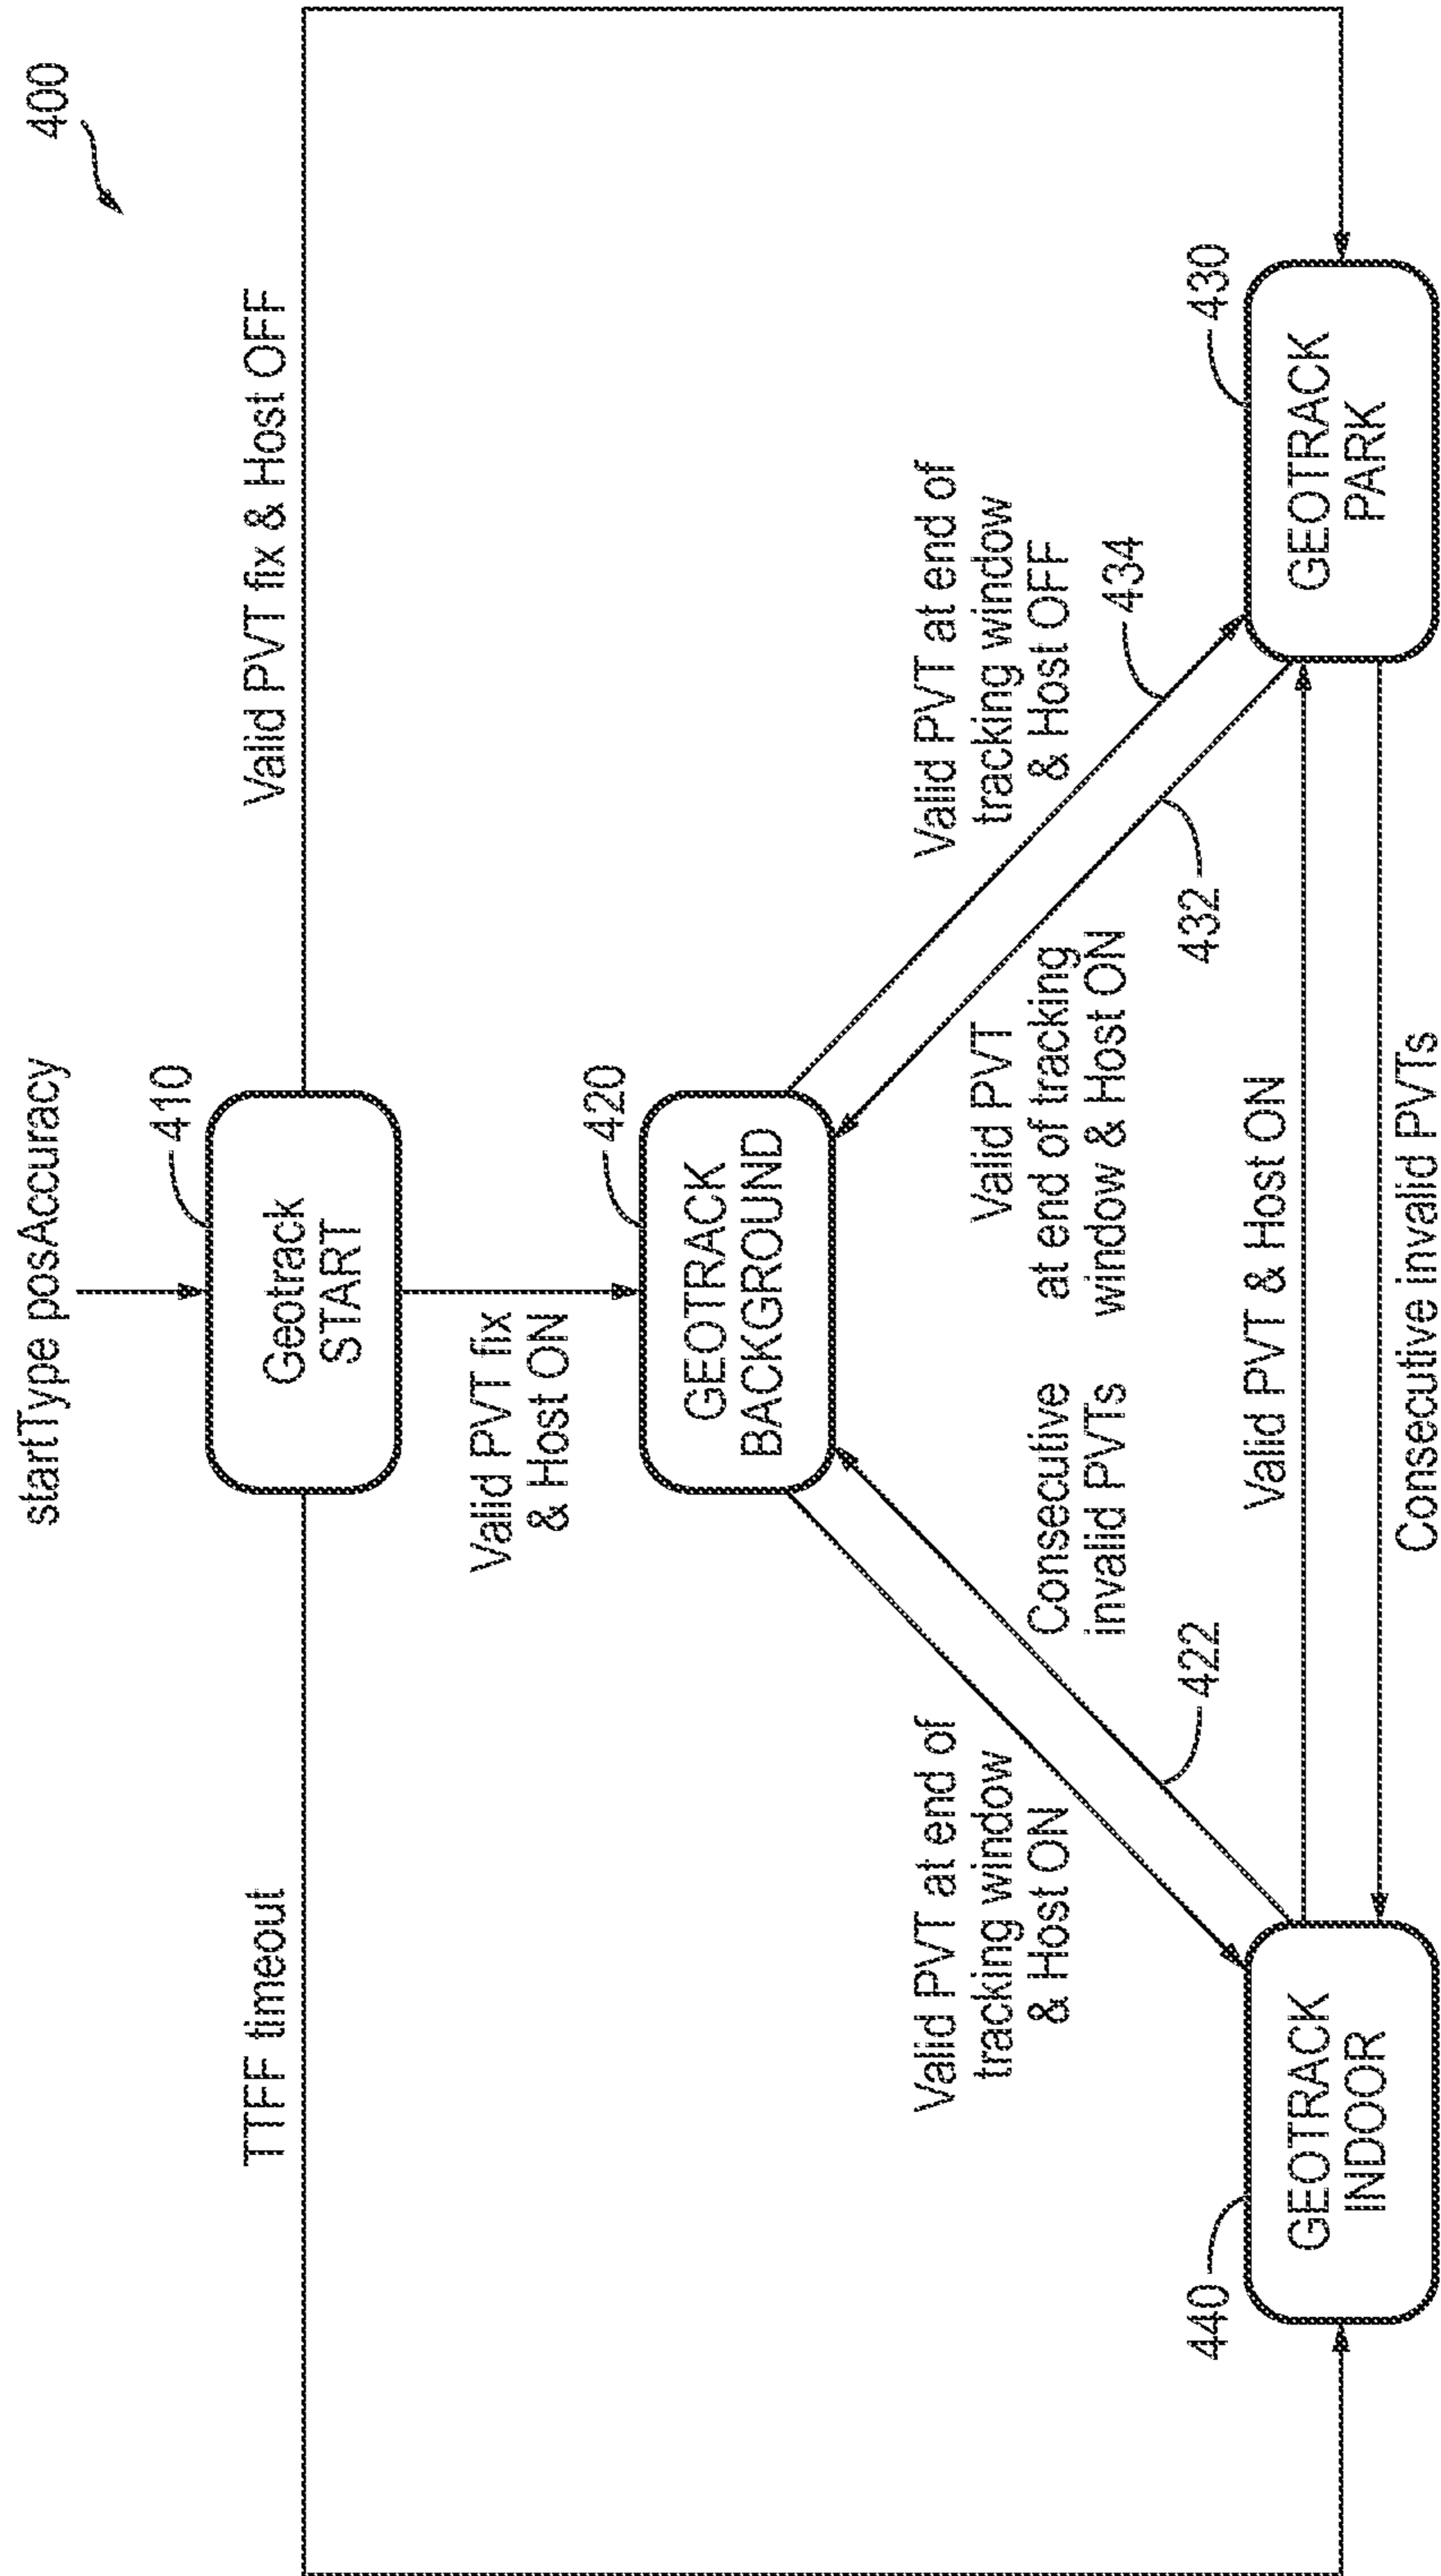 400
startType posAccuracy
410
Geotrack
START
TTFF timeout
Valid PVT fix & Host OFF
Valid PVT fix
& Host ON
420
GEOTRACK
BACKGROUND
Valid PVT at end of
tracking window
& Host ON
422
Consecutive
invalid PVTs
Valid PVT
at end of tracking
window & Host ON
432
Valid PVT at end of
tracking window
& Host OFF
434
440
GEOTRACK
INDOOR
Valid PVT & Host ON
Consecutive invalid PVTs
430
GEOTRACK
PARK